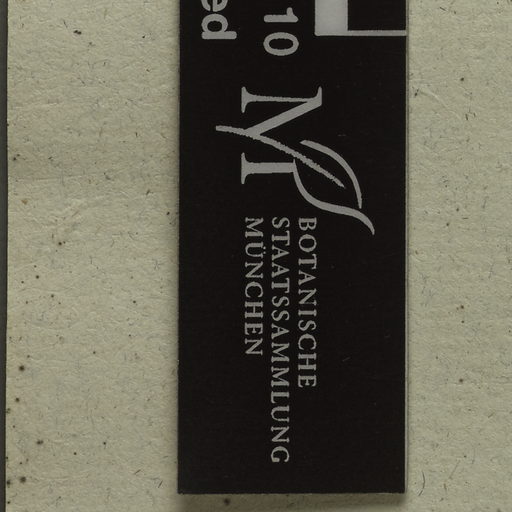 10
ed
M
BOTANISCHE
STAATSSAMMLUNG
MÜNCHEN